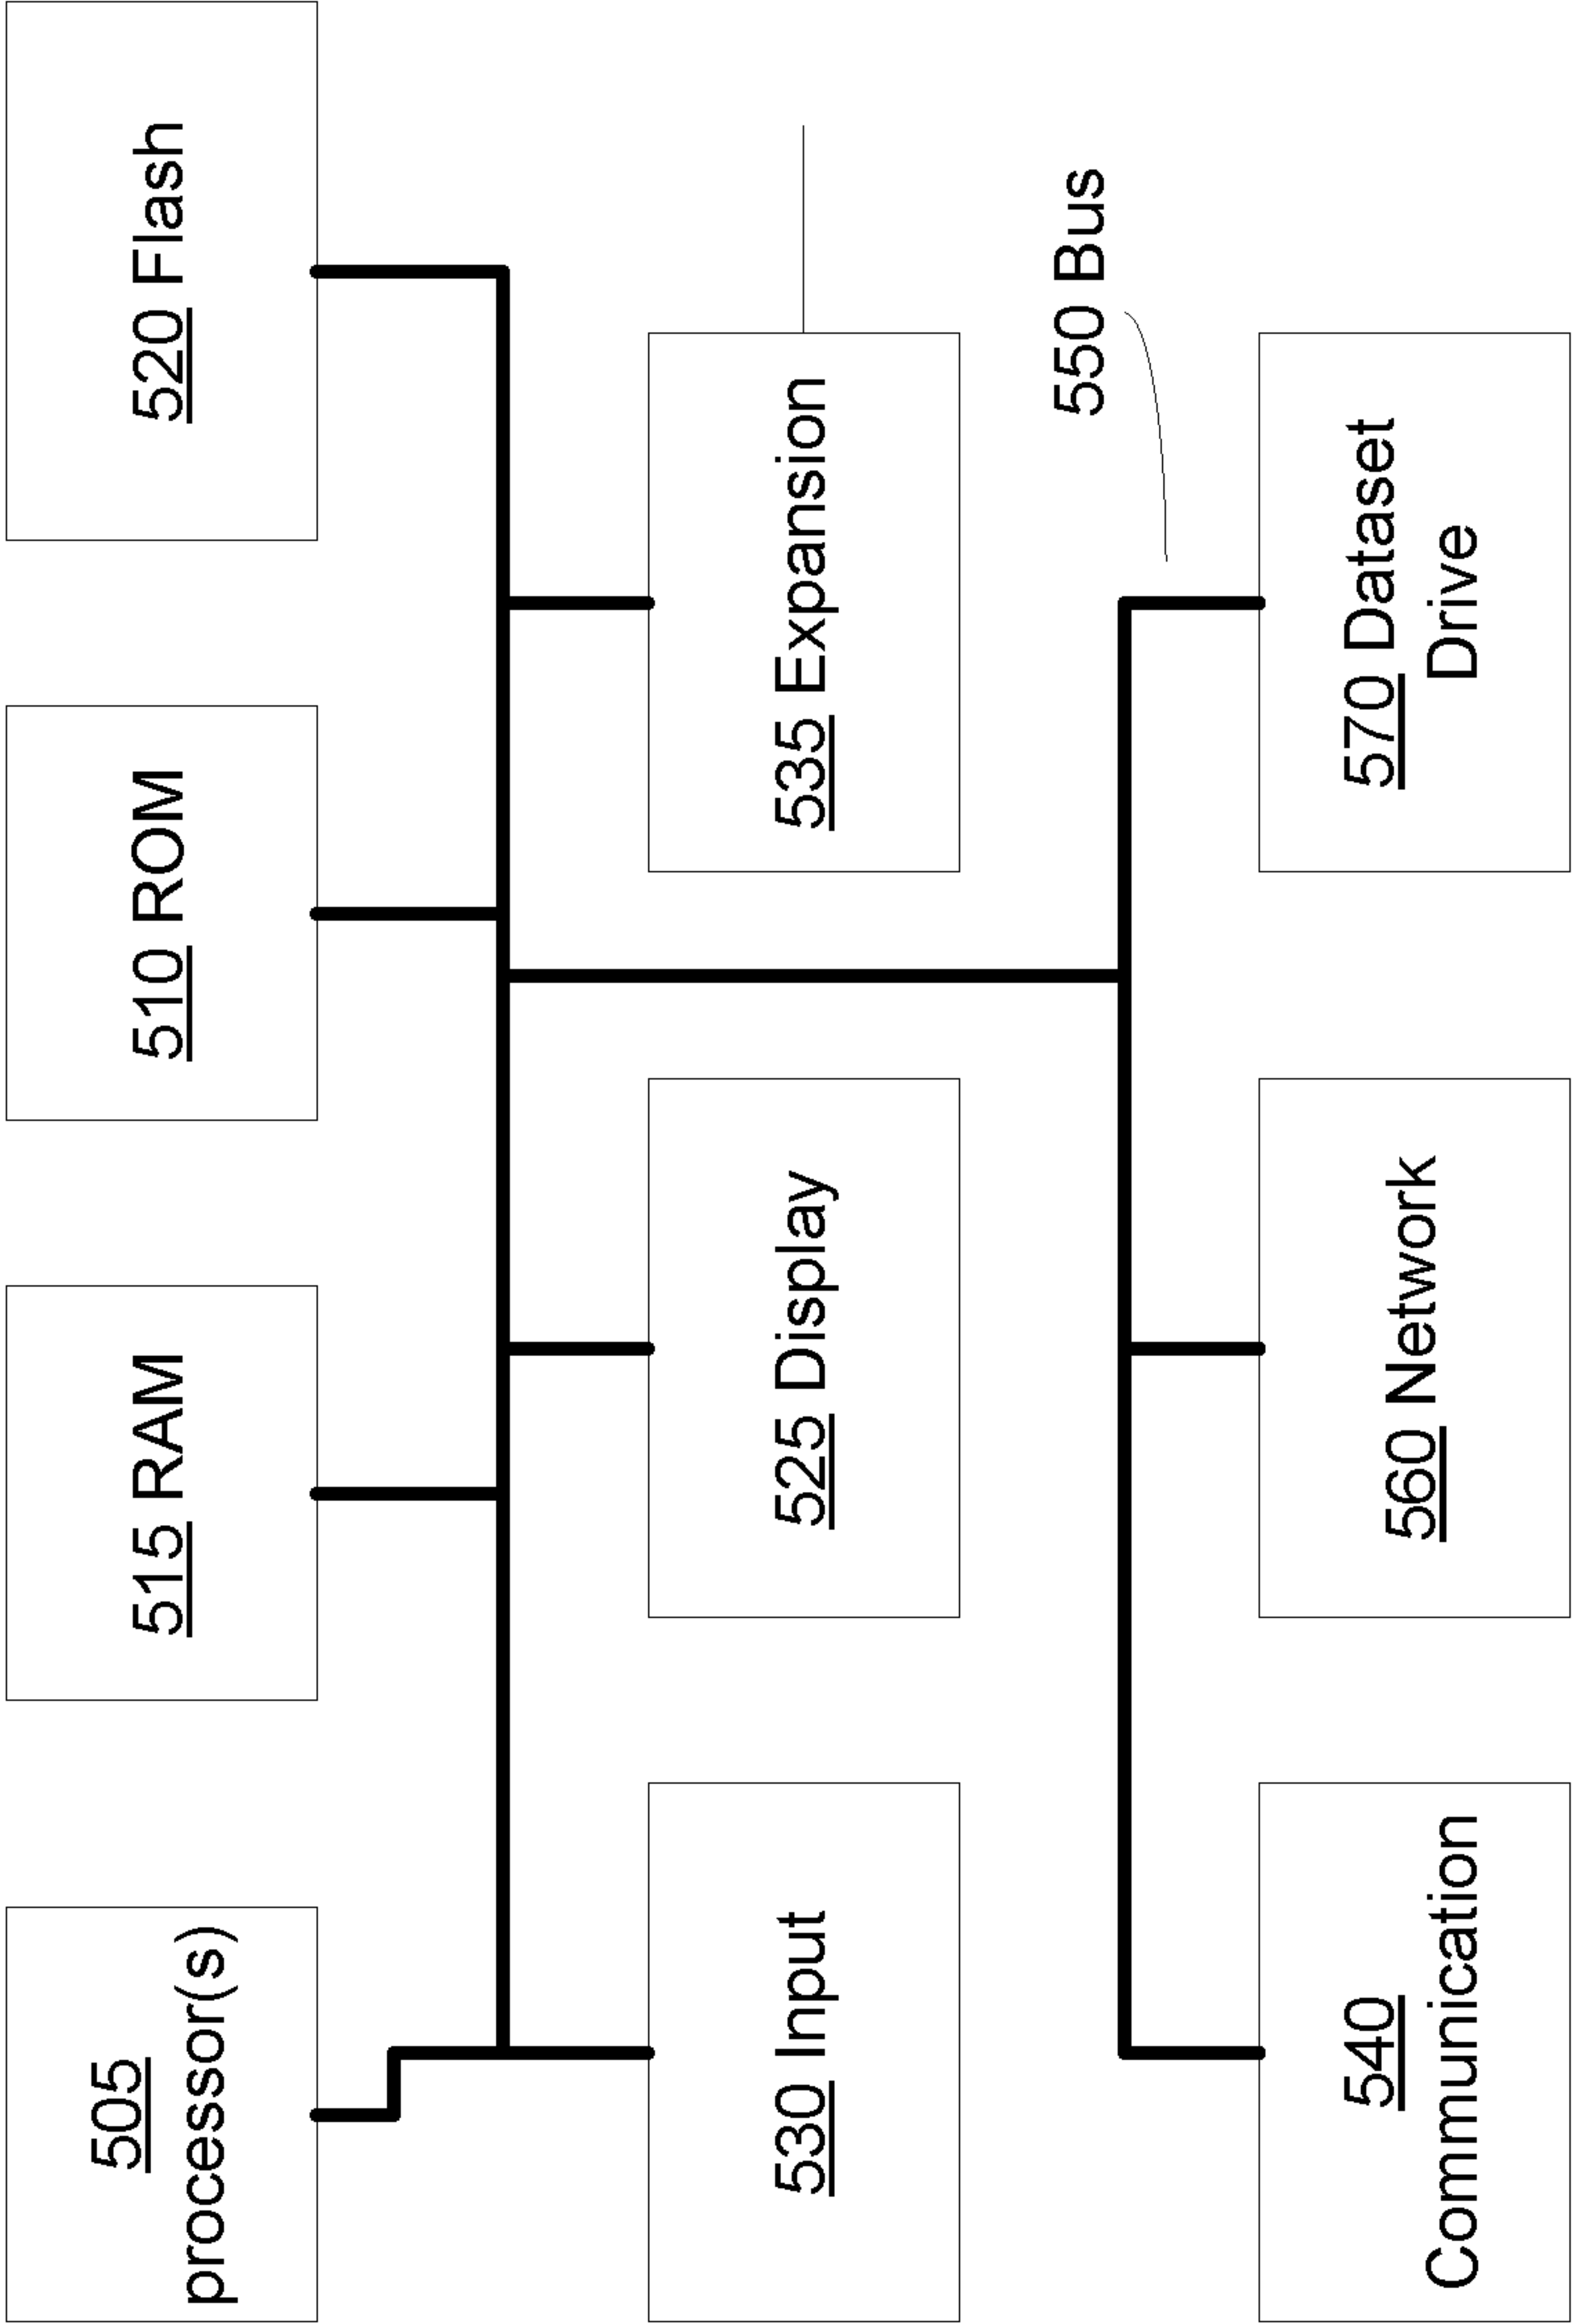 505
processor(s)
515 RAM
510 ROM
520 Flash
530 Input
525 Display
535 Expansion
550 Bus
540
Communication
560 Network
570 Dataset
Drive